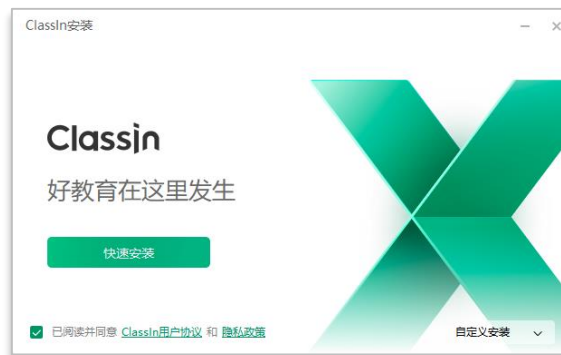 ClassIn安装
Classin
好教育在这里发生
快速安装
已阅读并同意 ClassIn用户协议 和 隐私政策
自定义安装